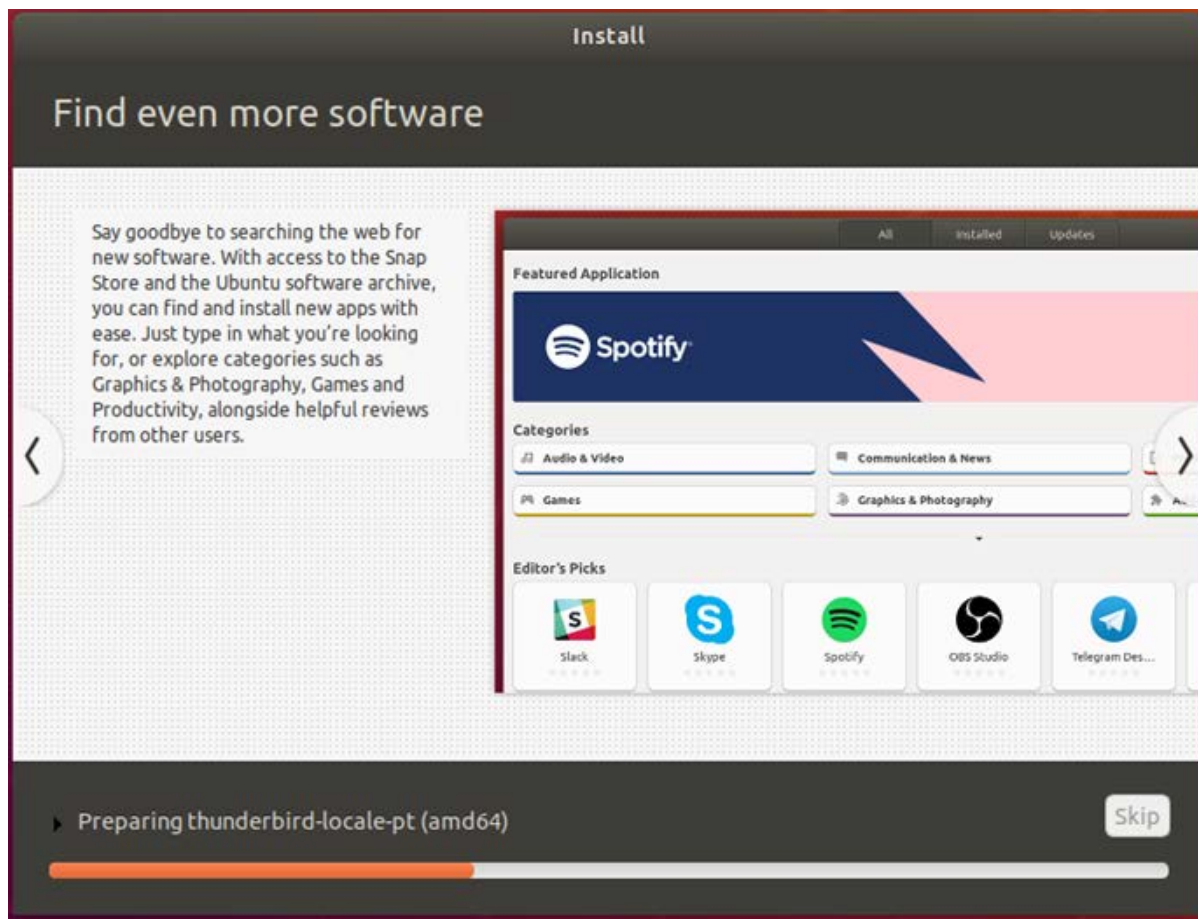 Install
Find even more software
Say goodbye to searching the web for
new software. With access to the Snap
Store and the Ubuntu software archive,
you can find and install new apps with
ease. Just type in what you're looking
for, or explore categories such as
Graphics & Photography, Games and
Productivity, alongside helpful reviews
from other users.
All Installed Updates
Featured Application
Spotify
Categories
Audio & Video Communication & News
Games Graphics & Photography
Editor's Picks
S S
Slack Skype Spotify OBS Studio Telegram Des...
Preparing thunderbird-locale-pt (amd64)
Skip